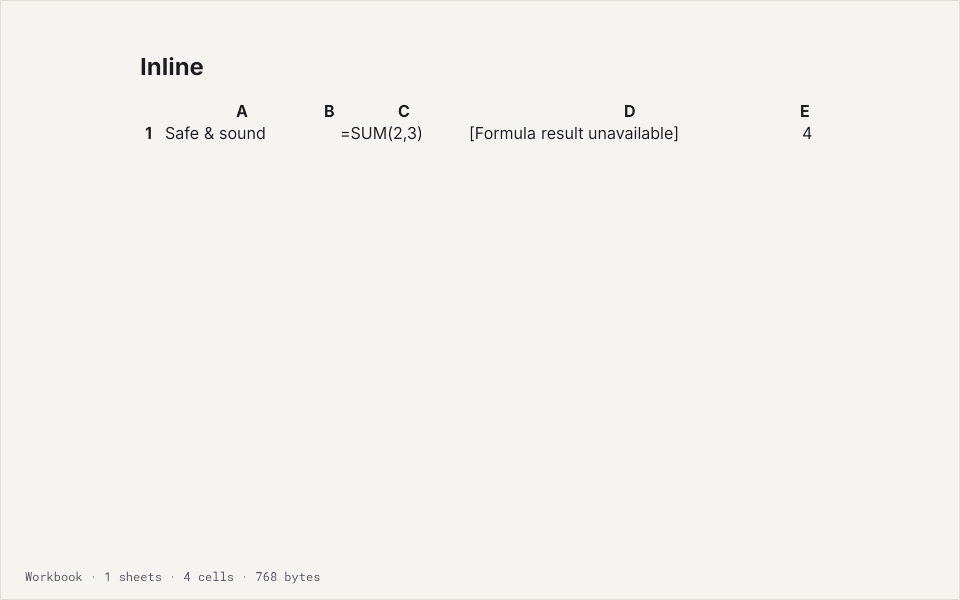 Inline
A B C D E
1 Safe & sound =SUM(2,3) [Formula result unavailable] 4
Workbook · 1 sheets · 4 cells · 768 bytes